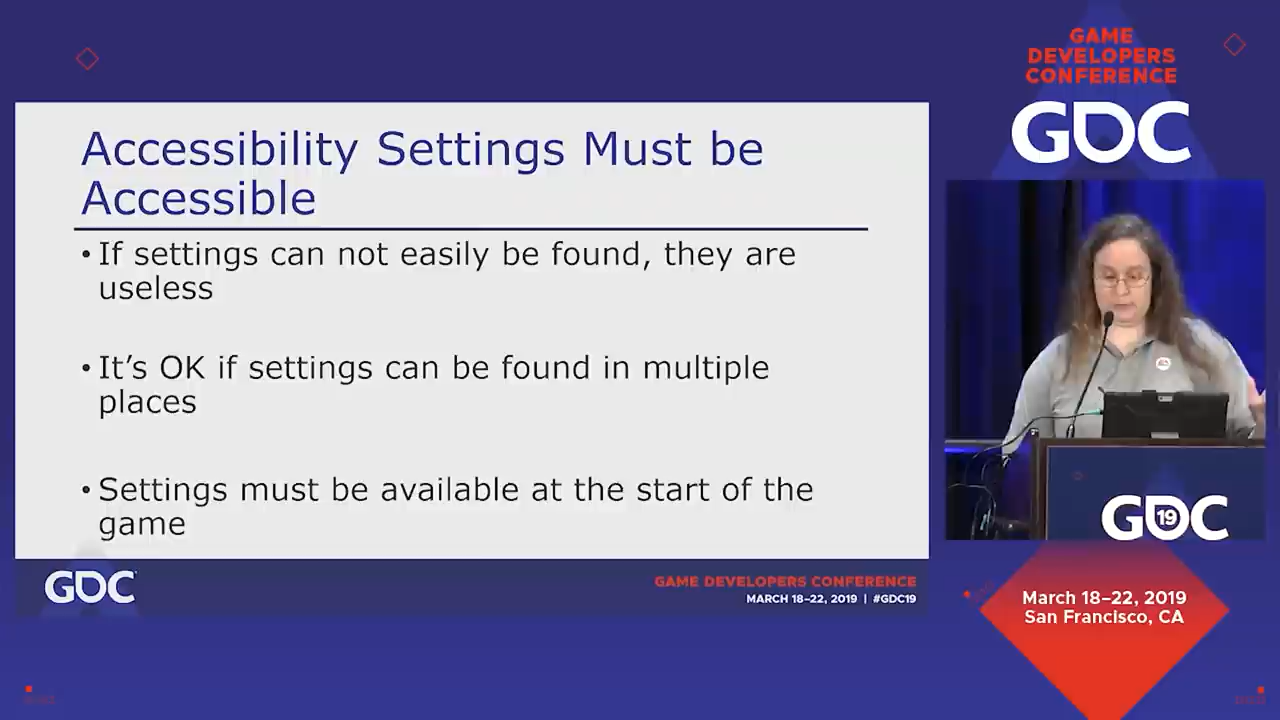 GAME
DEVELOPERS
CONFERENCE
GDC
Accessibility Settings Must be
Accessible
• If settings can not easily be found, they are
useless
• It’s OK if settings can be found in multiple
places
• Settings must be available at the start of the
game
GDC
GAME DEVELOPERS CONFERENCE
MARCH 18–22, 2019 | #GDC19
GDC
19
March 18–22, 2019
San Francisco, CA